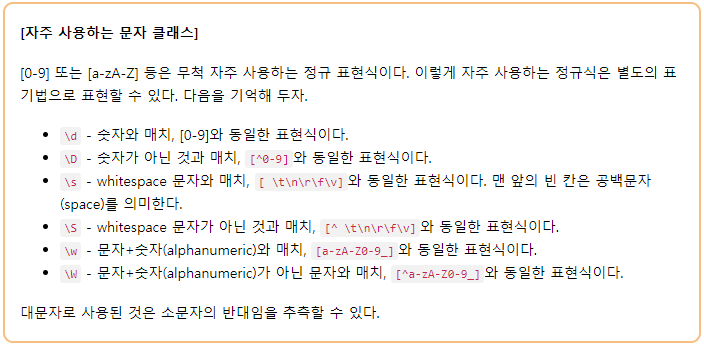 [자주 사용하는 문자 클래스]
[0-9] 또는 [a-zA-Z] 등은 무척 자주 사용하는 정규 표현식이다. 이렇게 자주 사용하는 정규식은 별도의 표
기법으로 표현할 수 있다. 다음을 기억해 두자.
• \d - 숫자와 매치, [0-9]와 동일한 표현식이다.
• \D - 숫자가 아닌 것과 매치, [^0-9] 와 동일한 표현식이다.
• \s - whitespace 문자와 매치, [ \t\n\r\f\v] 와 동일한 표현식이다. 맨 앞의 빈 칸은 공백문자
(space)를 의미한다.
• \S - whitespace 문자가 아닌 것과 매치, [^ \t\n\r\f\v] 와 동일한 표현식이다.
• \w - 문자+숫자(alphanumeric)와 매치, [a-zA-Z0-9_] 와 동일한 표현식이다.
• \W - 문자+숫자(alphanumeric)가 아닌 문자와 매치, [^a-zA-Z0-9_] 와 동일한 표현식이다.
대문자로 사용된 것은 소문자의 반대임을 추측할 수 있다.